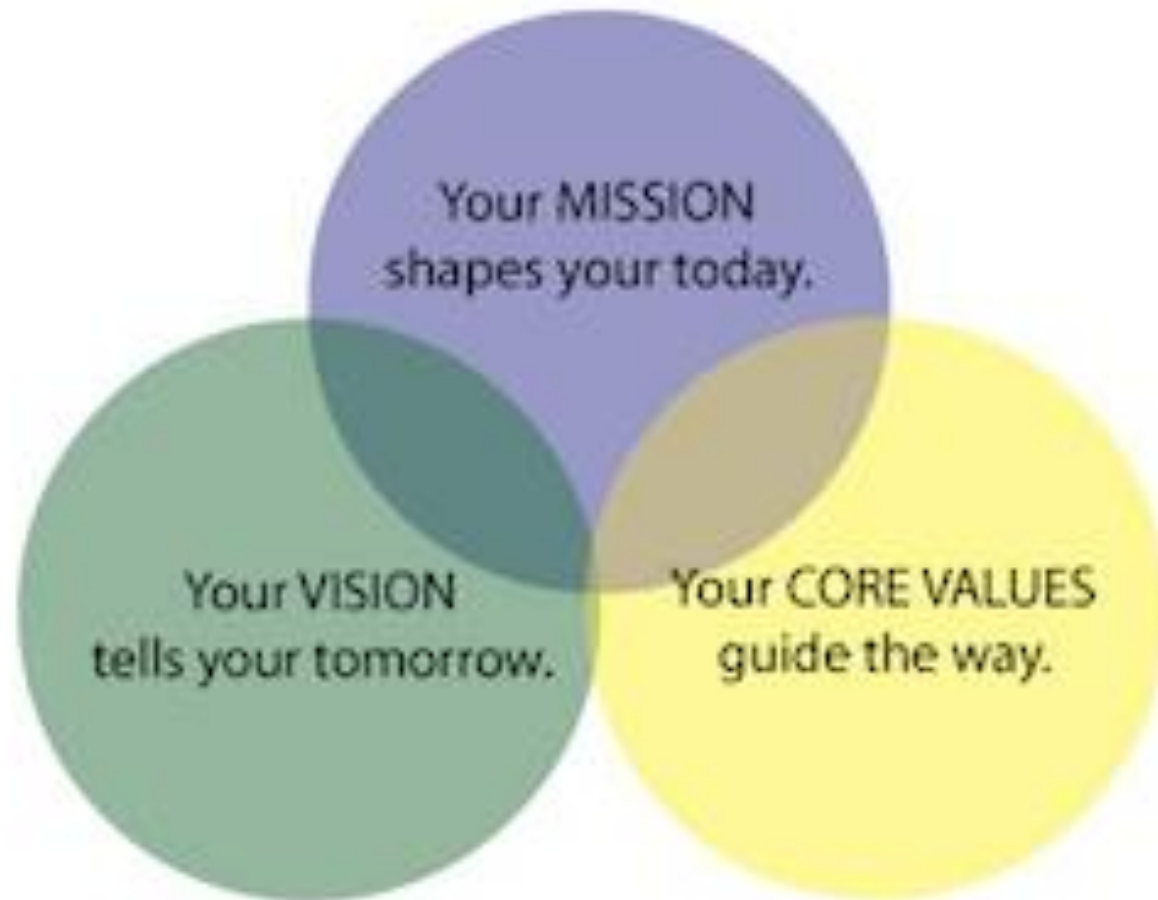 Your MISSION
shapes your today.
Your VISION
tells your tomorrow.
Your CORE VALUES
guide the way.